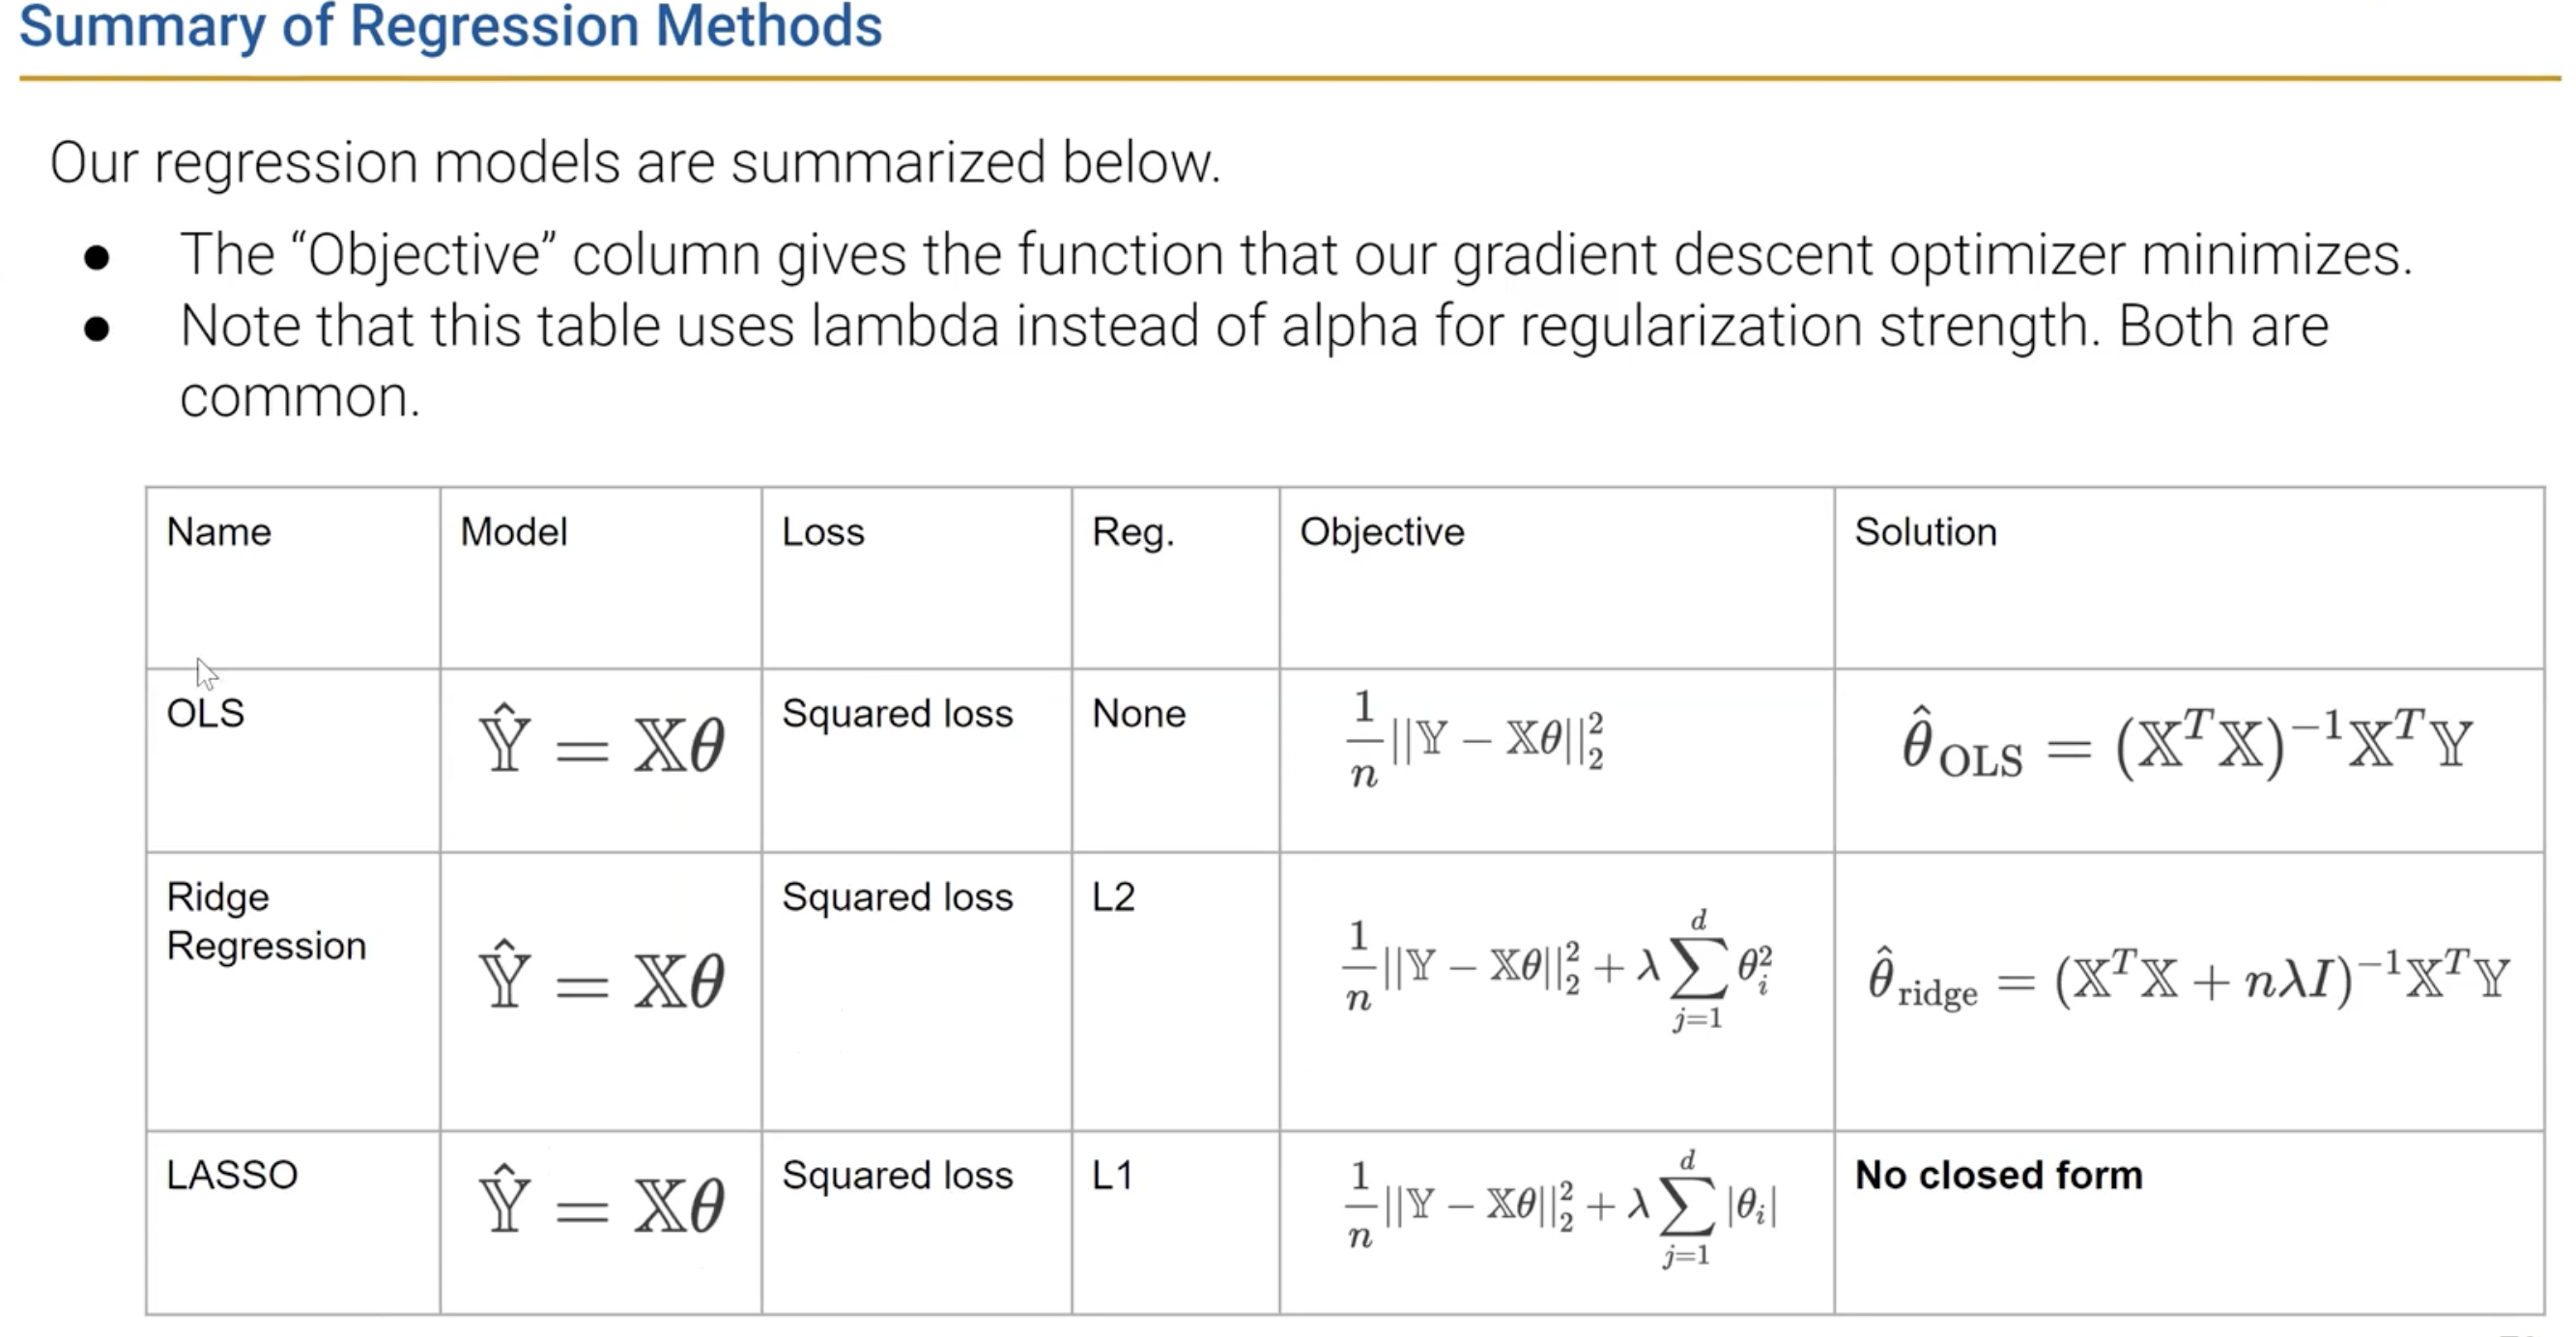 Summary of Regression Methods
Our regression models are summarized below.
● The “Objective” column gives the function that our gradient descent optimizer minimizes.
● Note that this table uses lambda instead of alpha for regularization strength. Both are
common.
Name Model Loss Reg. Objective Solution
OLS $\hat{\mathbb{Y}} = \mathbb{X}\theta$ Squared loss None $\frac{1}{n}||\mathbb{Y} - \mathbb{X}\theta||_2^2$ $\hat{\theta}_{\mathrm{OLS}} = (\mathbb{X}^T\mathbb{X})^{-1}\mathbb{X}^T\mathbb{Y}$
Ridge
Regression $\hat{\mathbb{Y}} = \mathbb{X}\theta$ Squared loss L2 $\frac{1}{n}||\mathbb{Y} - \mathbb{X}\theta||_2^2 + \lambda\sum_{j=1}^{d}\theta_i^2$ $\hat{\theta}_{\mathrm{ridge}} = (\mathbb{X}^T\mathbb{X} + n\lambda I)^{-1}\mathbb{X}^T\mathbb{Y}$
LASSO $\hat{\mathbb{Y}} = \mathbb{X}\theta$ Squared loss L1 $\frac{1}{n}||\mathbb{Y} - \mathbb{X}\theta||_2^2 + \lambda\sum_{j=1}^{d}|\theta_i|$ No closed form